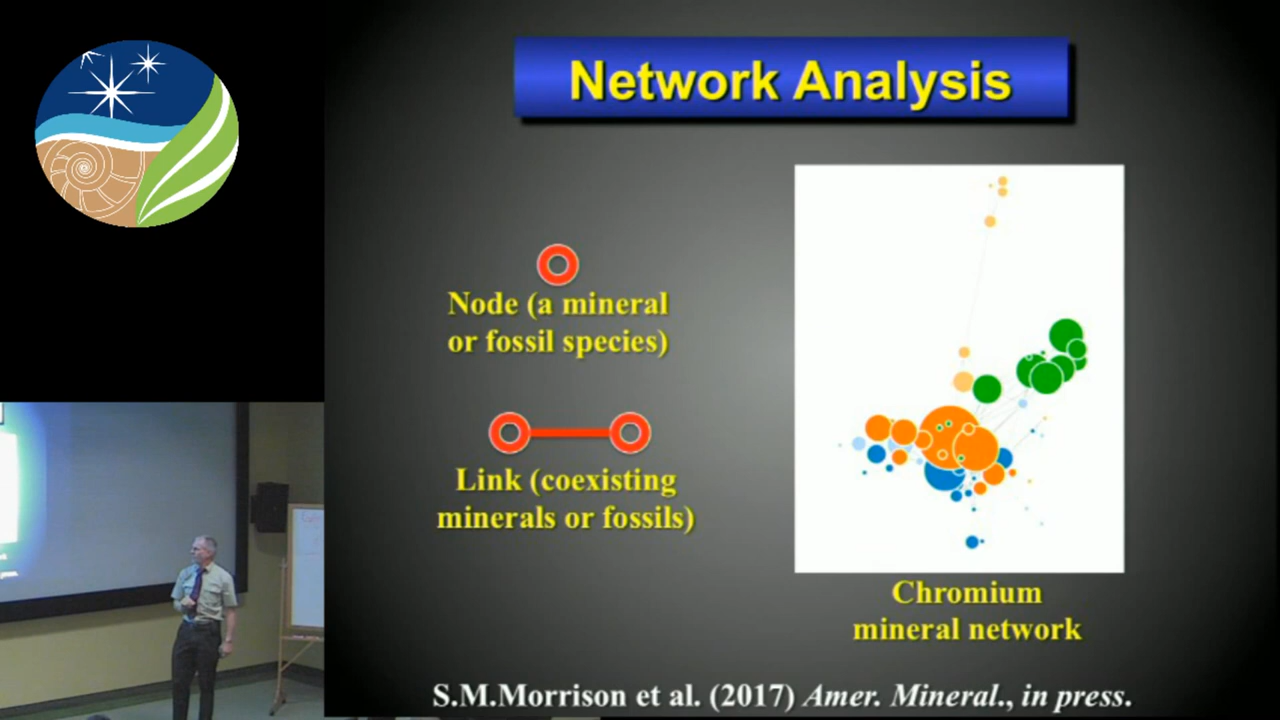 Network Analysis
Node (a mineral
or fossil species)
Link (coexisting
minerals or fossils)
Chromium
mineral network
S.M.Morrison et al. (2017) Amer. Mineral., in press.